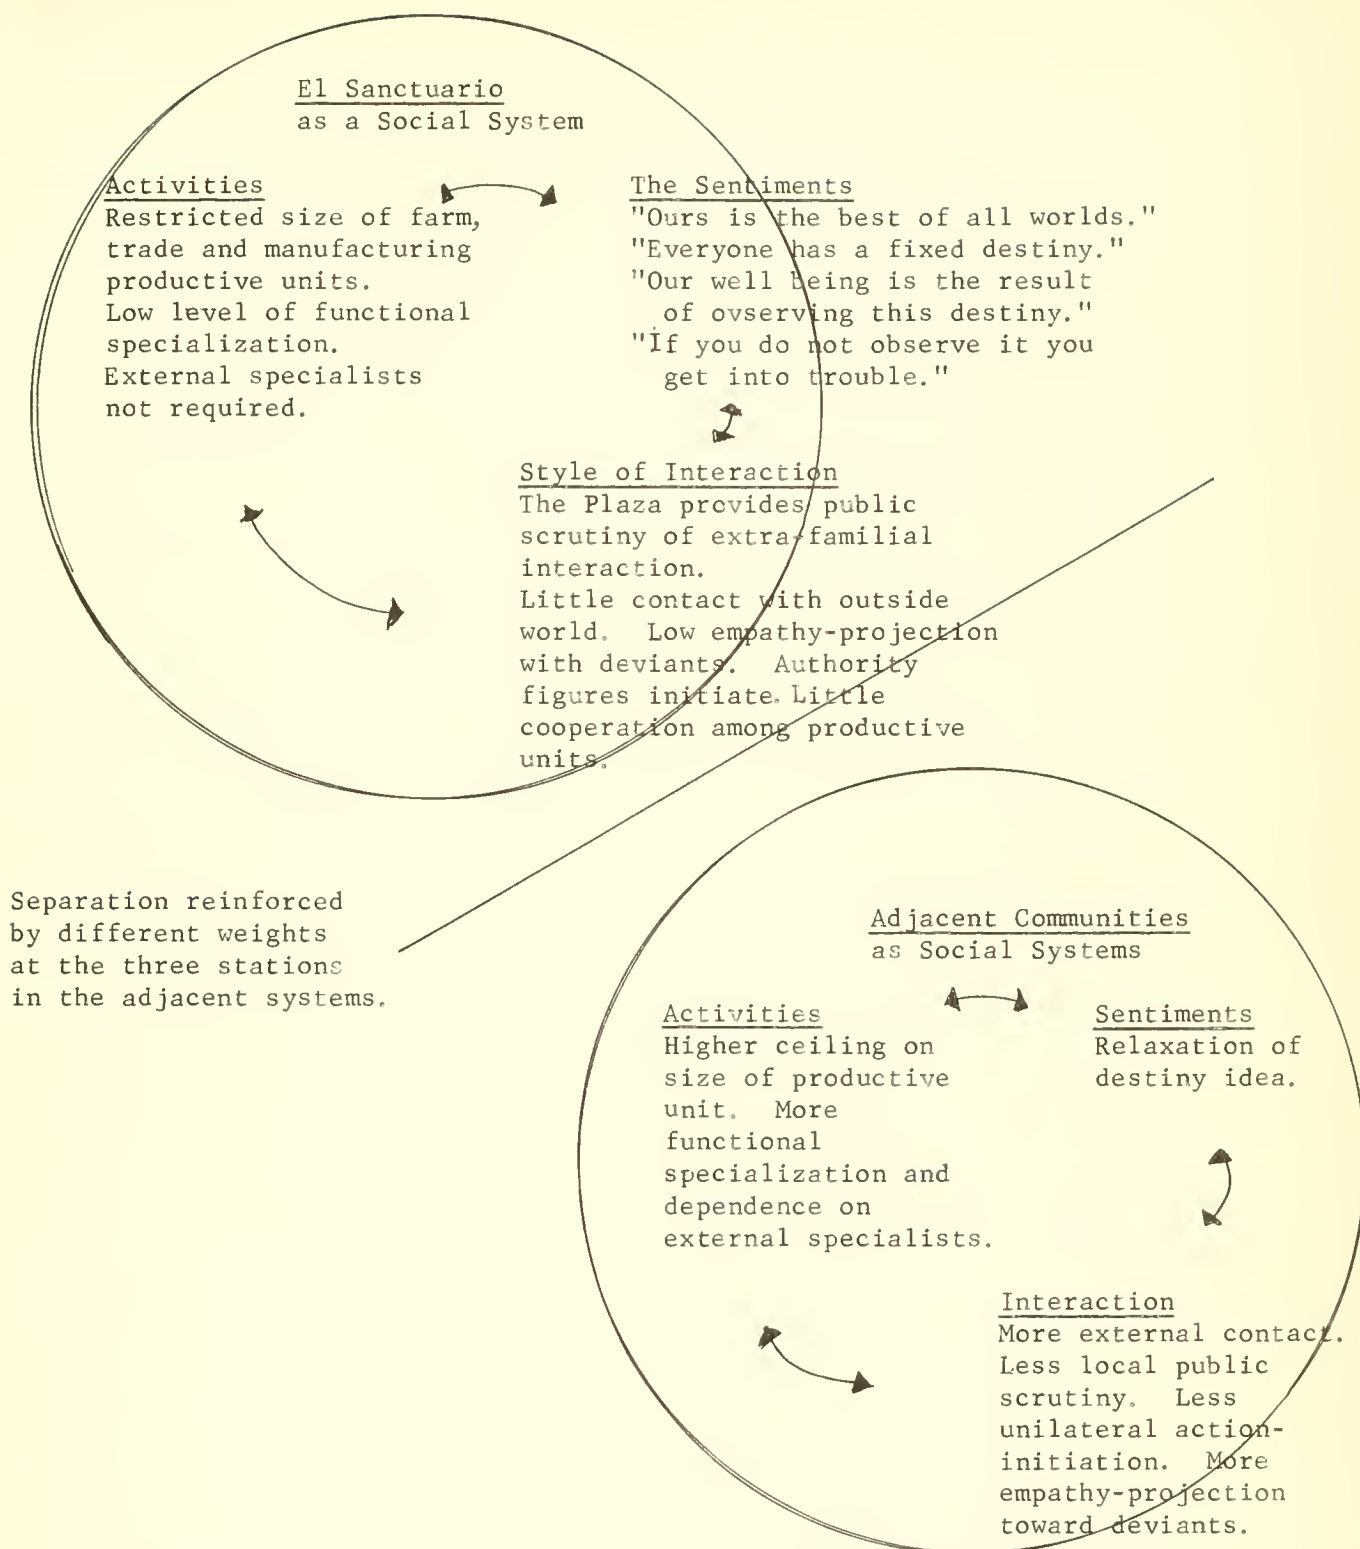 El Sanctuario
as a Social System
Activities
Restricted size of farm,
trade and manufacturing
productive units.
Low level of functional
specialization.
External specialists
not required.
The Sentiments
"Ours is the best of all worlds."
"Everyone has a fixed destiny."
"Our well being is the result
of ovserving this destiny."
"If you do not observe it you
get into trouble."
Style of Interaction
The Plaza provides public
scrutiny of extra-familial
interaction.
Little contact with outside
world. Low empathy-projection
with deviants. Authority
figures initiate. Little
cooperation among productive
units.
Separation reinforced
by different weights
at the three stations
in the adjacent systems.
Adjacent Communities
as Social Systems
Activities
Higher ceiling on
size of productive
unit. More
functional
specialization and
dependence on
external specialists.
Sentiments
Relaxation of
destiny idea.
Interaction
More external contact.
Less local public
scrutiny. Less
unilateral action-
initiation. More
empathy-projection
toward deviants.